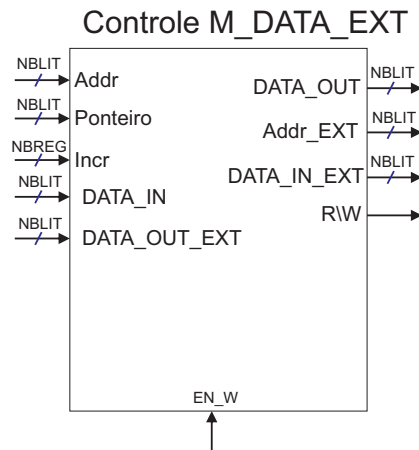 Controle M_DATA_EXT
NBLIT
Addr
NBLIT
Ponteiro
NBREG
Incr
NBLIT
DATA_IN
NBLIT
DATA_OUT_EXT
DATA_OUT
NBLIT
Addr_EXT
NBLIT
DATA_IN_EXT
NBLIT
R\W
EN_W